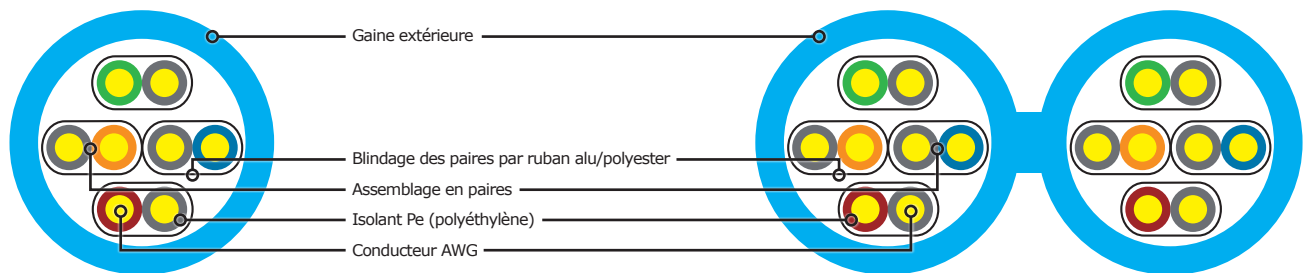 Gaine extérieure
Blindage des paires par ruban alu/polyester
Assemblage en paires
Isolant Pe (polyéthylène)
Conducteur AWG